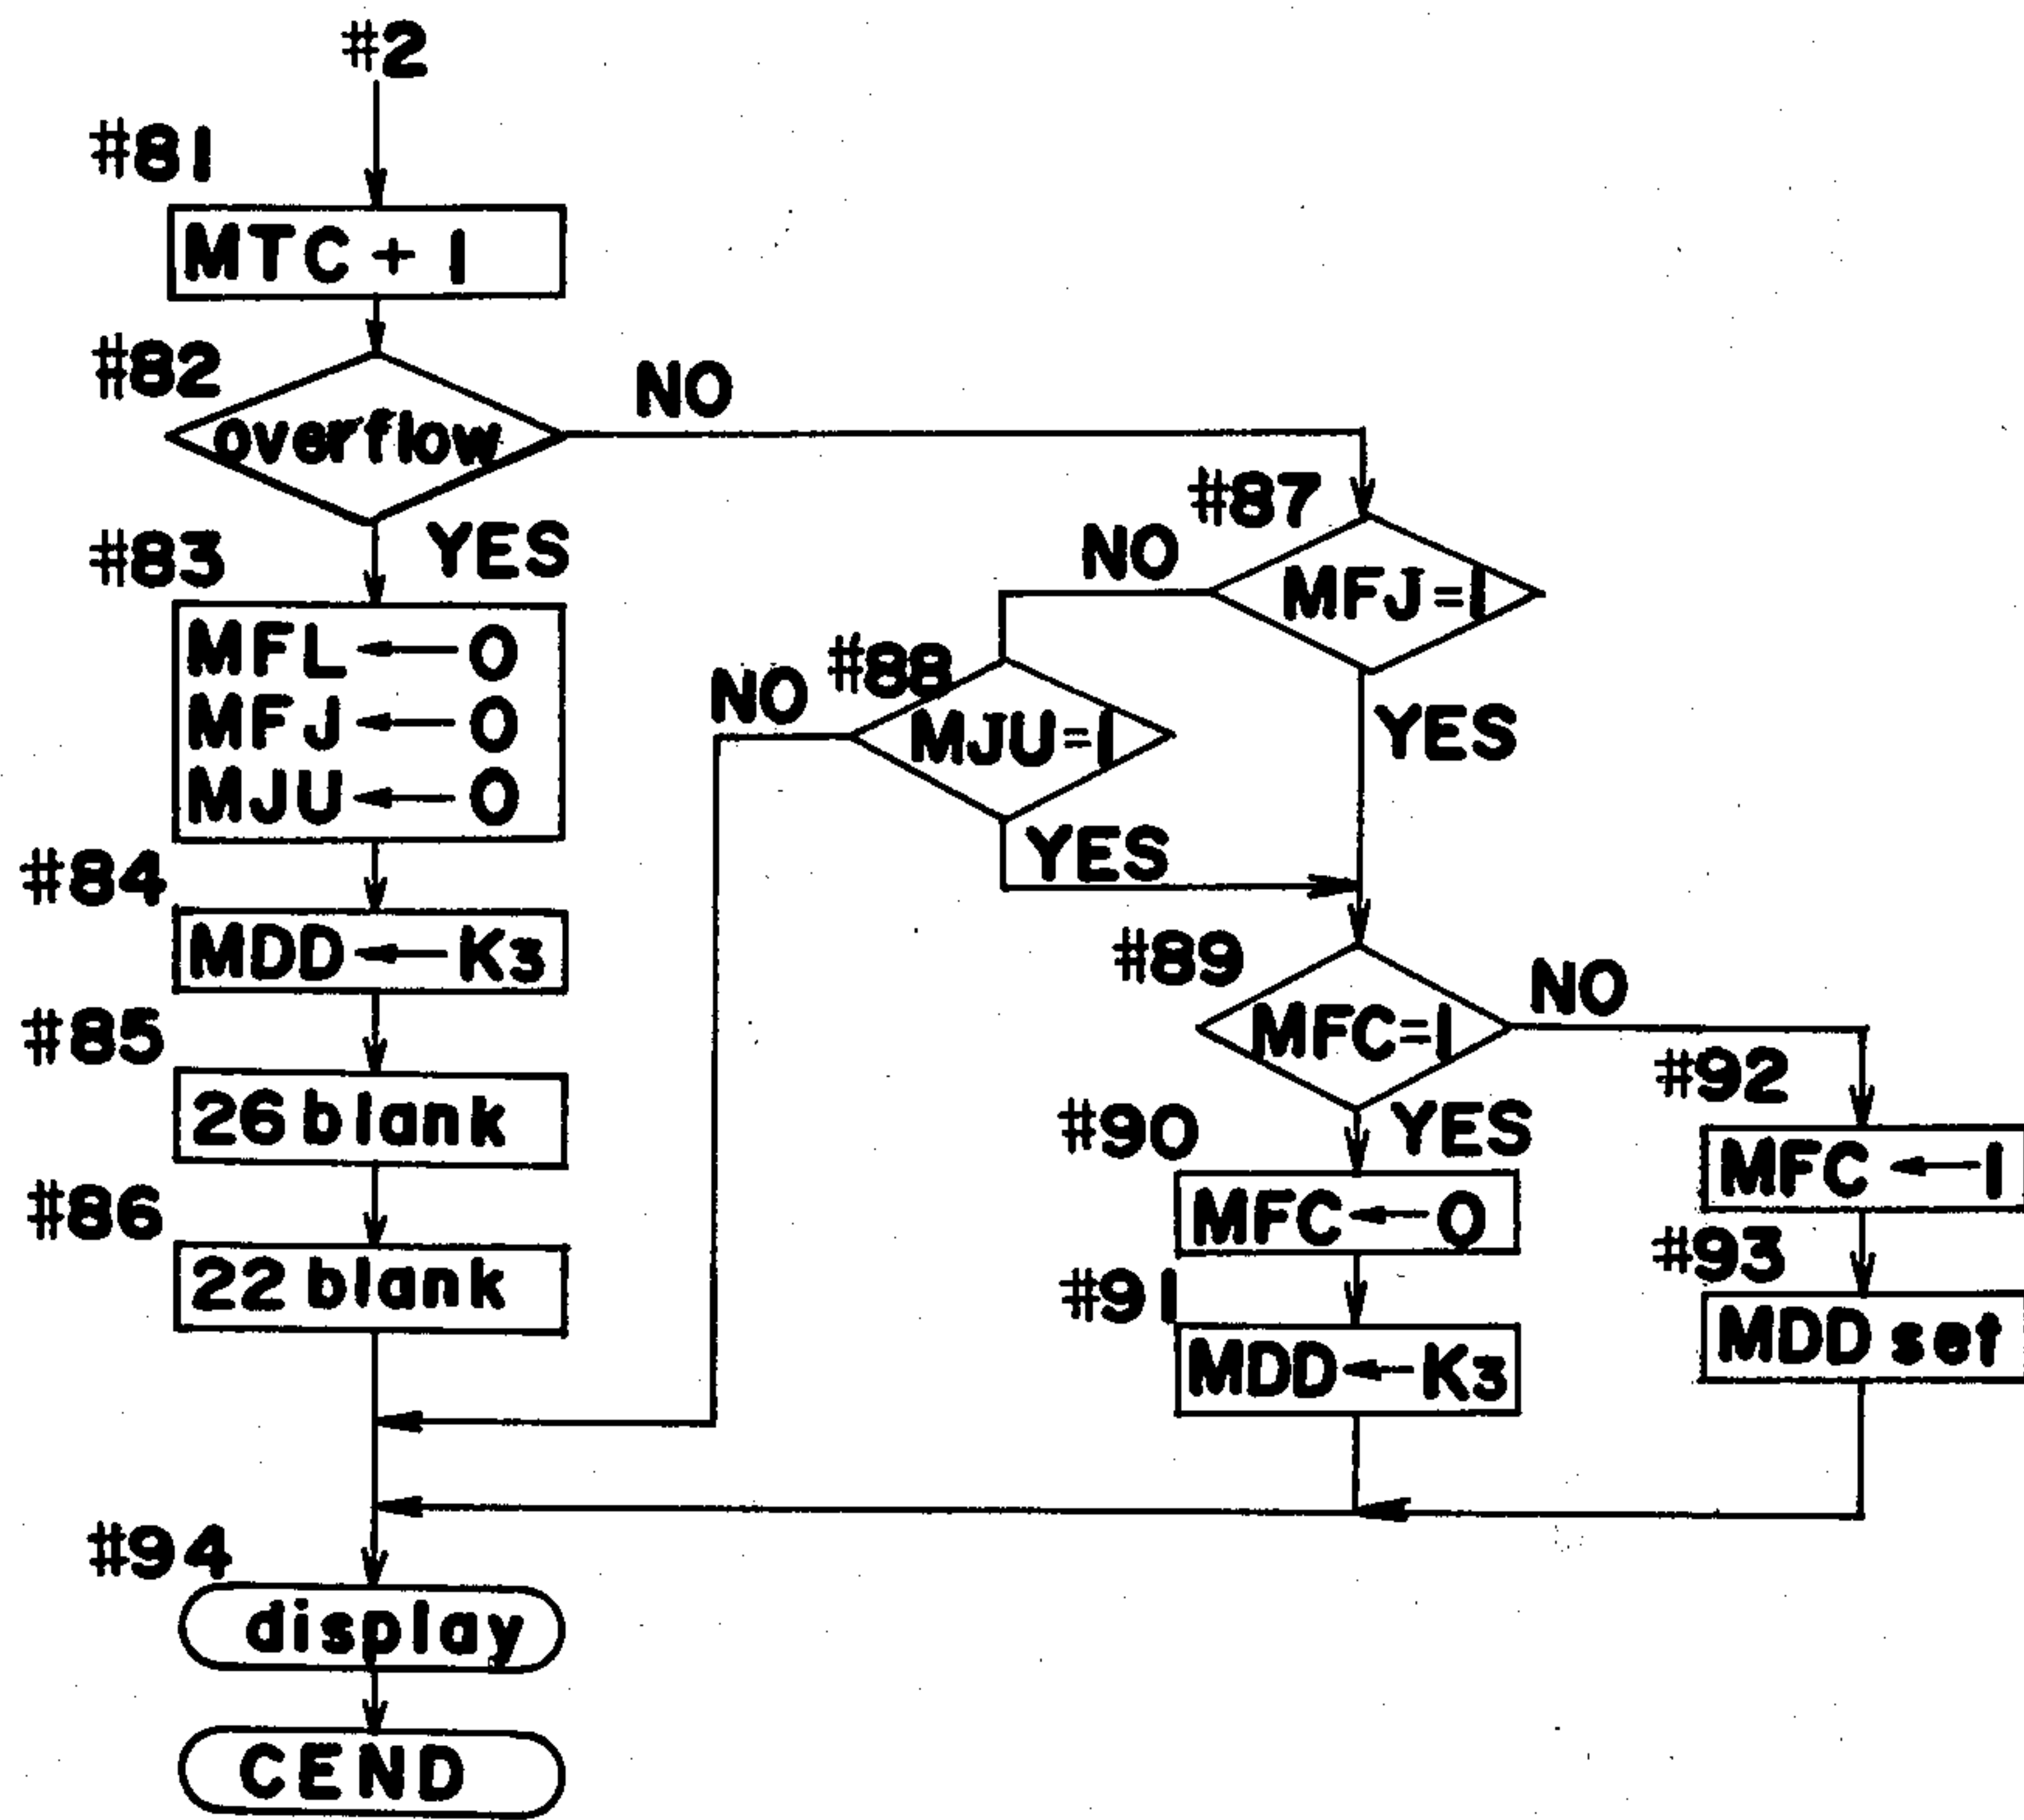 #2
#81
MTC + 1
#82
overflow
NO
YES
#83
MFL ← 0
MFJ ← 0
MJU ← 0
#84
MDD ← K3
#85
26 blank
#86
22 blank
#87
MFJ=1
NO
YES
#88
MJU=1
NO
YES
#89
MFC=1
NO
YES
#90
MFC ← 0
#91
MDD ← K3
#92
MFC ← 1
#93
MDD set
#94
display
CEND